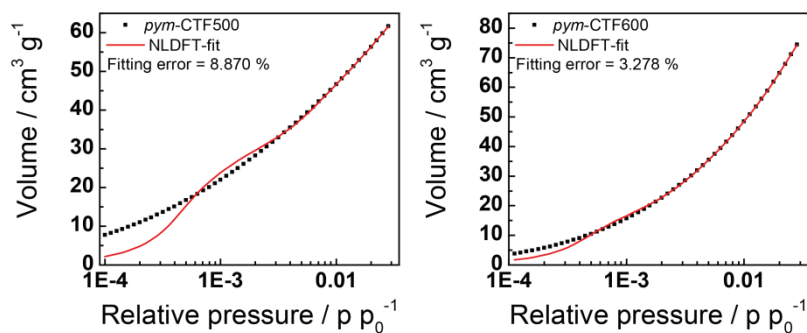 pym-CTF500
NLDFT-fit
Fitting error = 8.870 %
Volume / cm³ g⁻¹
60
50
40
30
20
10
0
1E-4
1E-3
0.01
Relative pressure / p p₀⁻¹
pym-CTF600
NLDFT-fit
Fitting error = 3.278 %
Volume / cm³ g⁻¹
80
70
60
50
40
30
20
10
0
1E-4
1E-3
0.01
Relative pressure / p p₀⁻¹